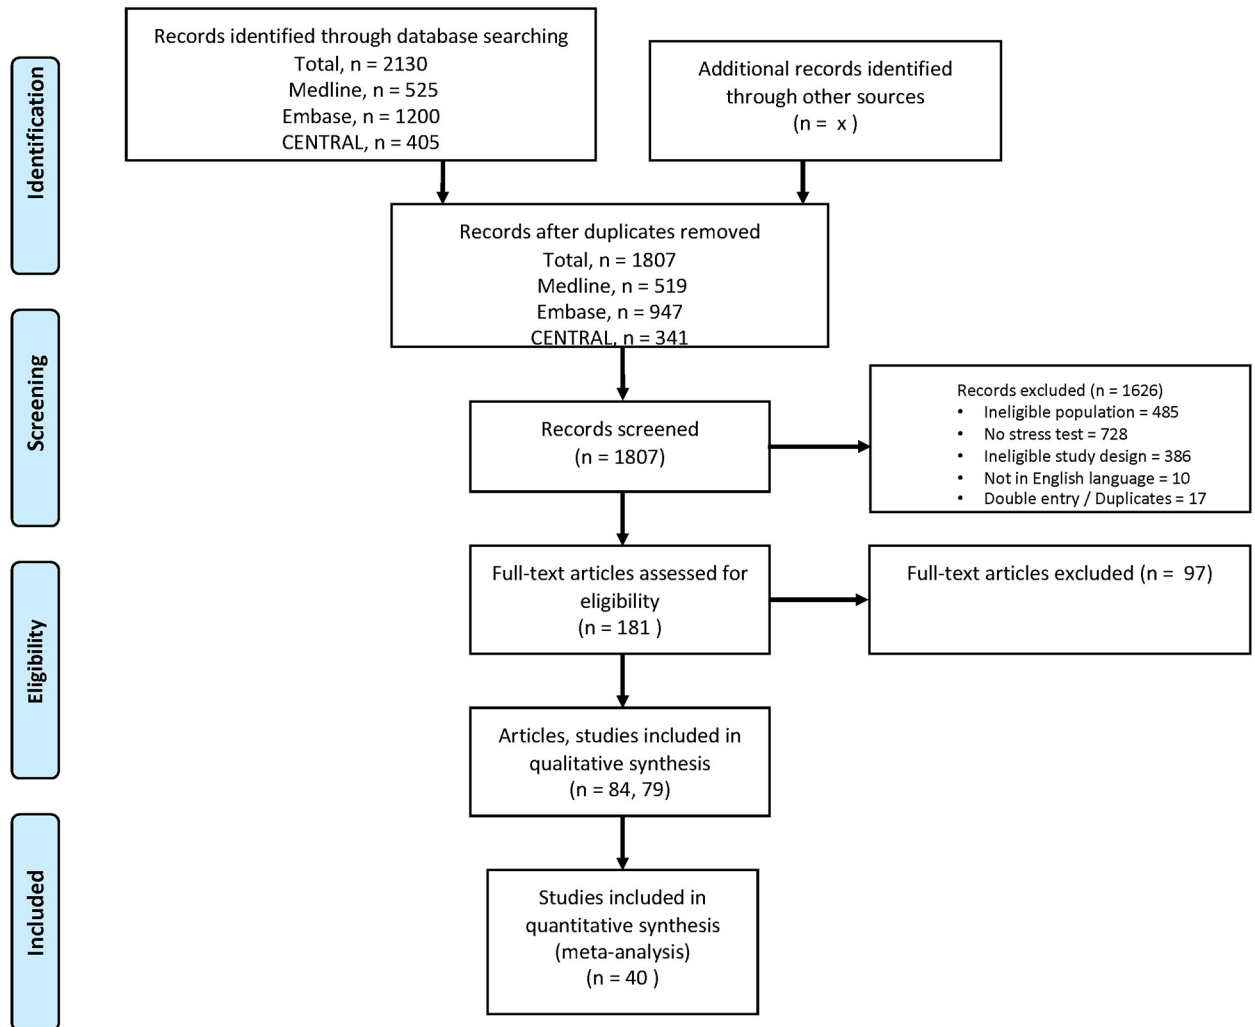 Identification
Records identified through database searching
Total, n = 2130
Medline, n = 525
Embase, n = 1200
CENTRAL, n = 405
Additional records identified
through other sources
(n =  x )
Records after duplicates removed
Total, n = 1807
Medline, n = 519
Embase, n = 947
CENTRAL, n = 341
Screening
Records screened
(n = 1807)
Records excluded (n = 1626)
• Ineligible population = 485
• No stress test = 728
• Ineligible study design = 386
• Not in English language = 10
• Double entry / Duplicates = 17
Eligibility
Full-text articles assessed for
eligibility
(n = 181 )
Full-text articles excluded (n =  97)
Articles, studies included in
qualitative synthesis
(n = 84, 79)
Included
Studies included in
quantitative synthesis
(meta-analysis)
(n = 40 )